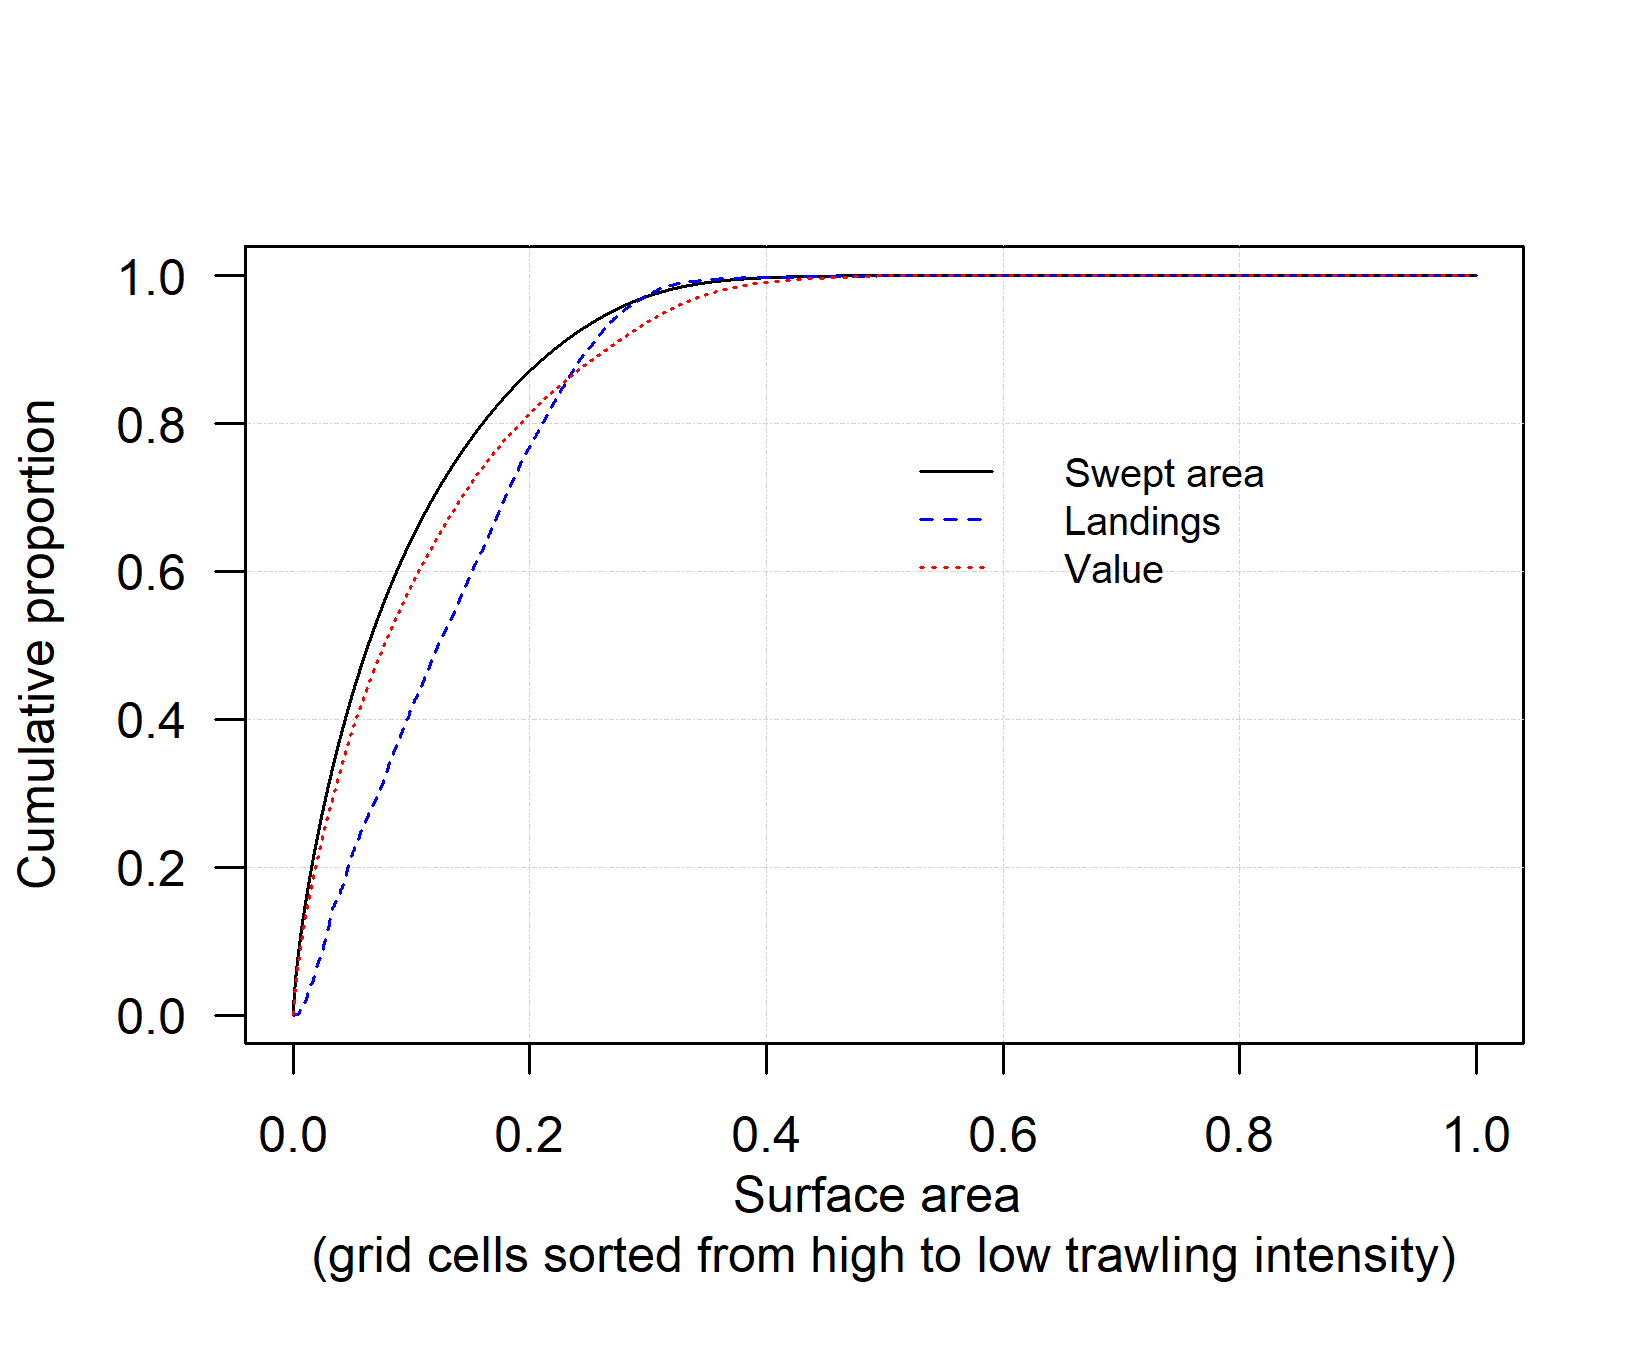 1.0
0.8
0.6
0.4
0.2
0.0
Cumulative proportion
Swept area
Landings
Value
0.0 0.2 0.4 0.6 0.8 1.0
Surface area
(grid cells sorted from high to low trawling intensity)